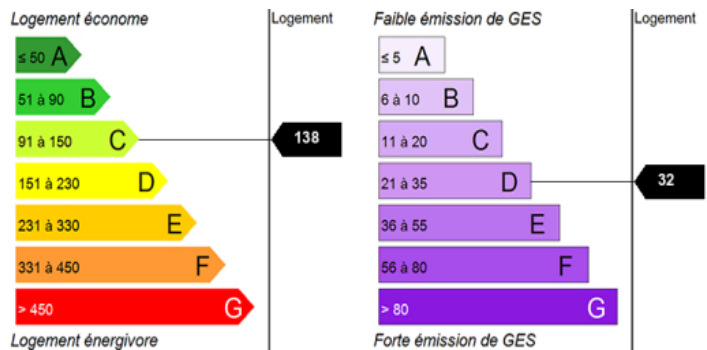 Logement économe
Logement
≤ 50 A
51 à 90 B
91 à 150 C
138
151 à 230 D
231 à 330 E
331 à 450 F
> 450 G
Logement énergivore
Faible émission de GES
Logement
≤ 5 A
6 à 10 B
11 à 20 C
21 à 35 D
32
36 à 55 E
56 à 80 F
> 80 G
Forte émission de GES